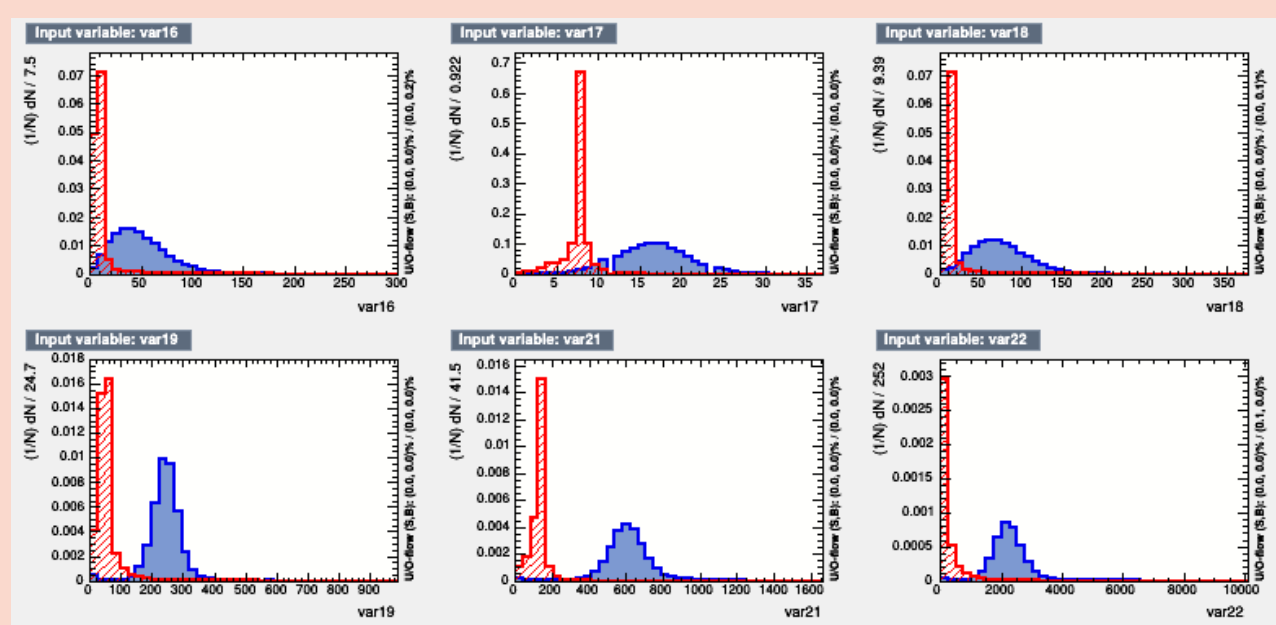 Input variable: var16
(1/N) dN / 7.5
0.07
0.06
0.05
0.04
0.03
0.02
0.01
0
0 50 100 150 200 250 300
var16
U/O-flow (S,B): (0.0, 0.0)% / (0.0, 0.2)%
Input variable: var17
(1/N) dN / 0.922
0.7
0.6
0.5
0.4
0.3
0.2
0.1
0
0 5 10 15 20 25 30 35
var17
U/O-flow (S,B): (0.0, 0.0)% / (0.0, 0.0)%
Input variable: var18
(1/N) dN / 9.39
0.07
0.06
0.05
0.04
0.03
0.02
0.01
0
0 50 100 150 200 250 300 350
var18
U/O-flow (S,B): (0.0, 0.0)% / (0.0, 0.1)%
Input variable: var19
(1/N) dN / 24.7
0.018
0.016
0.014
0.012
0.01
0.008
0.006
0.004
0.002
0
0 100 200 300 400 500 600 700 800 900
var19
U/O-flow (S,B): (0.0, 0.0)% / (0.0, 0.0)%
Input variable: var21
(1/N) dN / 41.5
0.016
0.014
0.012
0.01
0.008
0.006
0.004
0.002
0
0 200 400 600 800 1000 1200 1400 1600
var21
U/O-flow (S,B): (0.0, 0.0)% / (0.0, 0.0)%
Input variable: var22
(1/N) dN / 252
0.003
0.0025
0.002
0.0015
0.001
0.0005
0
0 2000 4000 6000 8000 10000
var22
U/O-flow (S,B): (0.0, 0.0)% / (0.1, 0.0)%